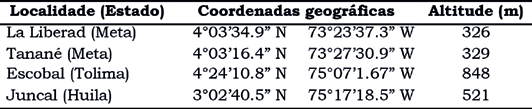 Localidade (Estado) Coordenadas geográficas Altitude (m)
La Liberad (Meta) 4°03’34.9” N 73°23’37.3” W 326
Tanané (Meta) 4°03’16.4” N 73°27’30.9” W 329
Escobal (Tolima) 4°24’10.8” N 75°07’1.67” W 848
Juncal (Huila) 3°02’40.5” N 75°17’18.5” W 521